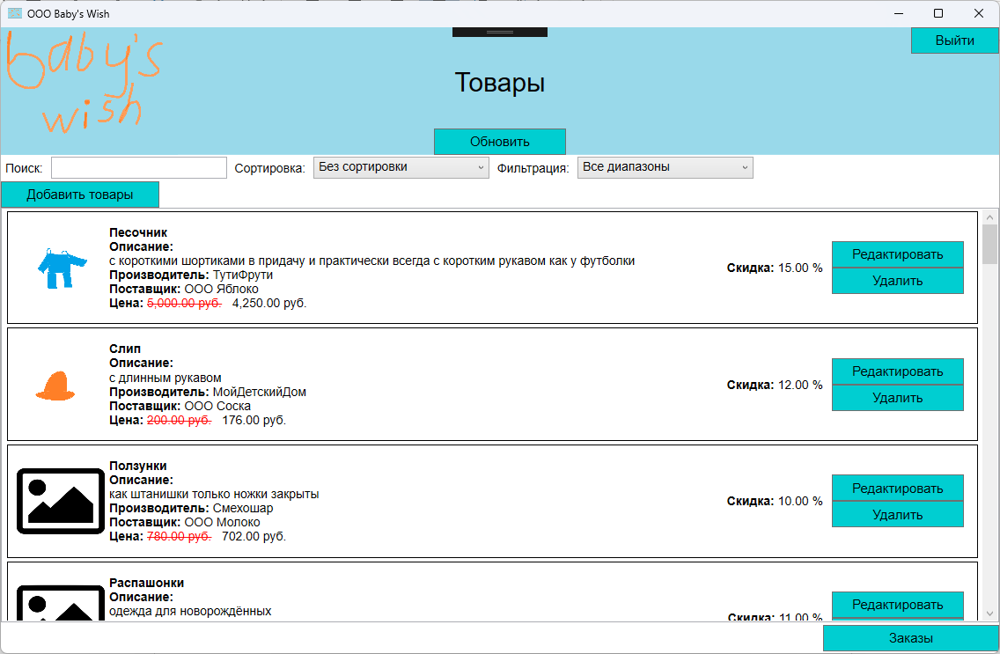 ООО Baby's Wish
baby's
wish
Выйти
Товары
Обновить
Поиск: Сортировка: Без сортировки Фильтрация: Все диапазоны
Добавить товары
Песочник
Описание:
с короткими шортиками в придачу и практически всегда с коротким рукавом как у футболки
Производитель: ТутиФрути
Поставщик: ООО Яблоко
Цена: 5,000.00 руб. 4,250.00 руб.
Скидка: 15.00 %
Редактировать
Удалить
Слип
Описание:
с длинным рукавом
Производитель: МойДетскийДом
Поставщик: ООО Соска
Цена: 200.00 руб. 176.00 руб.
Скидка: 12.00 %
Редактировать
Удалить
Ползунки
Описание:
как штанишки только ножки закрыты
Производитель: Смехошар
Поставщик: ООО Молоко
Цена: 780.00 руб. 702.00 руб.
Скидка: 10.00 %
Редактировать
Удалить
Распашонки
Описание:
одежда для новорождённых
Скидка: 11.00 %
Редактировать
Заказы